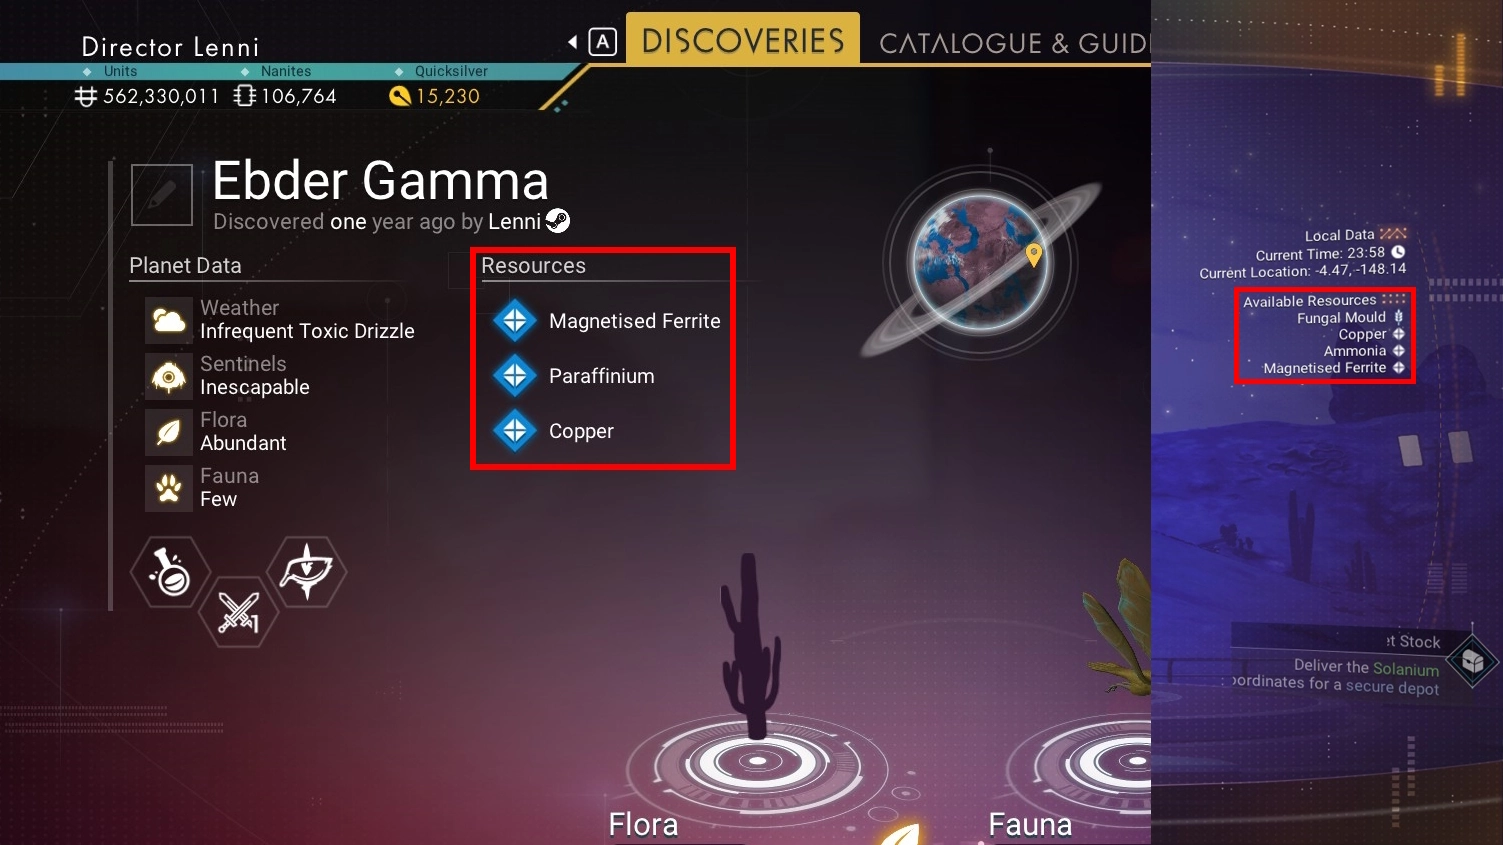 Director Lenni
Units Nanites Quicksilver
562,330,011 106,764 15,230
A DISCOVERIES CATALOGUE & GUID
Ebder Gamma
Discovered one year ago by Lenni
Planet Data
Weather
Infrequent Toxic Drizzle
Sentinels
Inescapable
Flora
Abundant
Fauna
Few
Resources
Magnetised Ferrite
Paraffinium
Copper
Flora
Fauna
Local Data
Current Time: 23:58
Current Location: -4.47, -148.14
Available Resources
Fungal Mould
Copper
Ammonia
Magnetised Ferrite
t Stock
Deliver the Solanium
oordinates for a secure depot